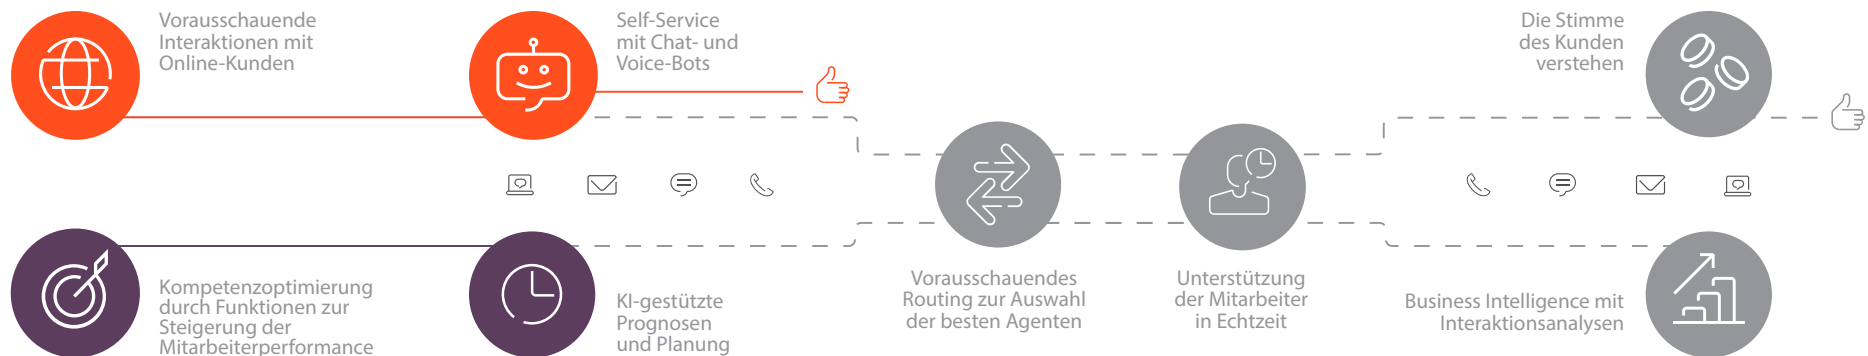 Vorausschauende
Interaktionen mit
Online-Kunden
Self-Service
mit Chat- und
Voice-Bots
Die Stimme
des Kunden
verstehen
Kompetenzoptimierung
durch Funktionen zur
Steigerung der
Mitarbeiterperformance
KI-gestützte
Prognosen
und Planung
Vorausschauendes
Routing zur Auswahl
der besten Agenten
Unterstützung
der Mitarbeiter
in Echtzeit
Business Intelligence mit
Interaktionsanalysen